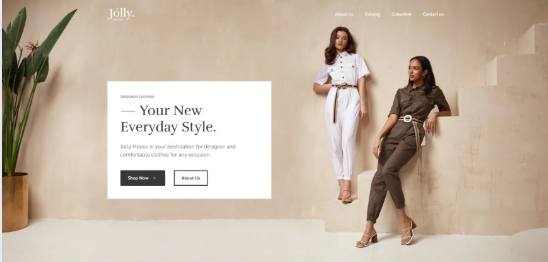 Jolly.
About Us Catalog Collection Contact us
DESIGNER CLOTHES
— Your New
Everyday Style.
Jolly House is your destination for designer and
comfortable clothes for any occasion.
Shop Now
About Us